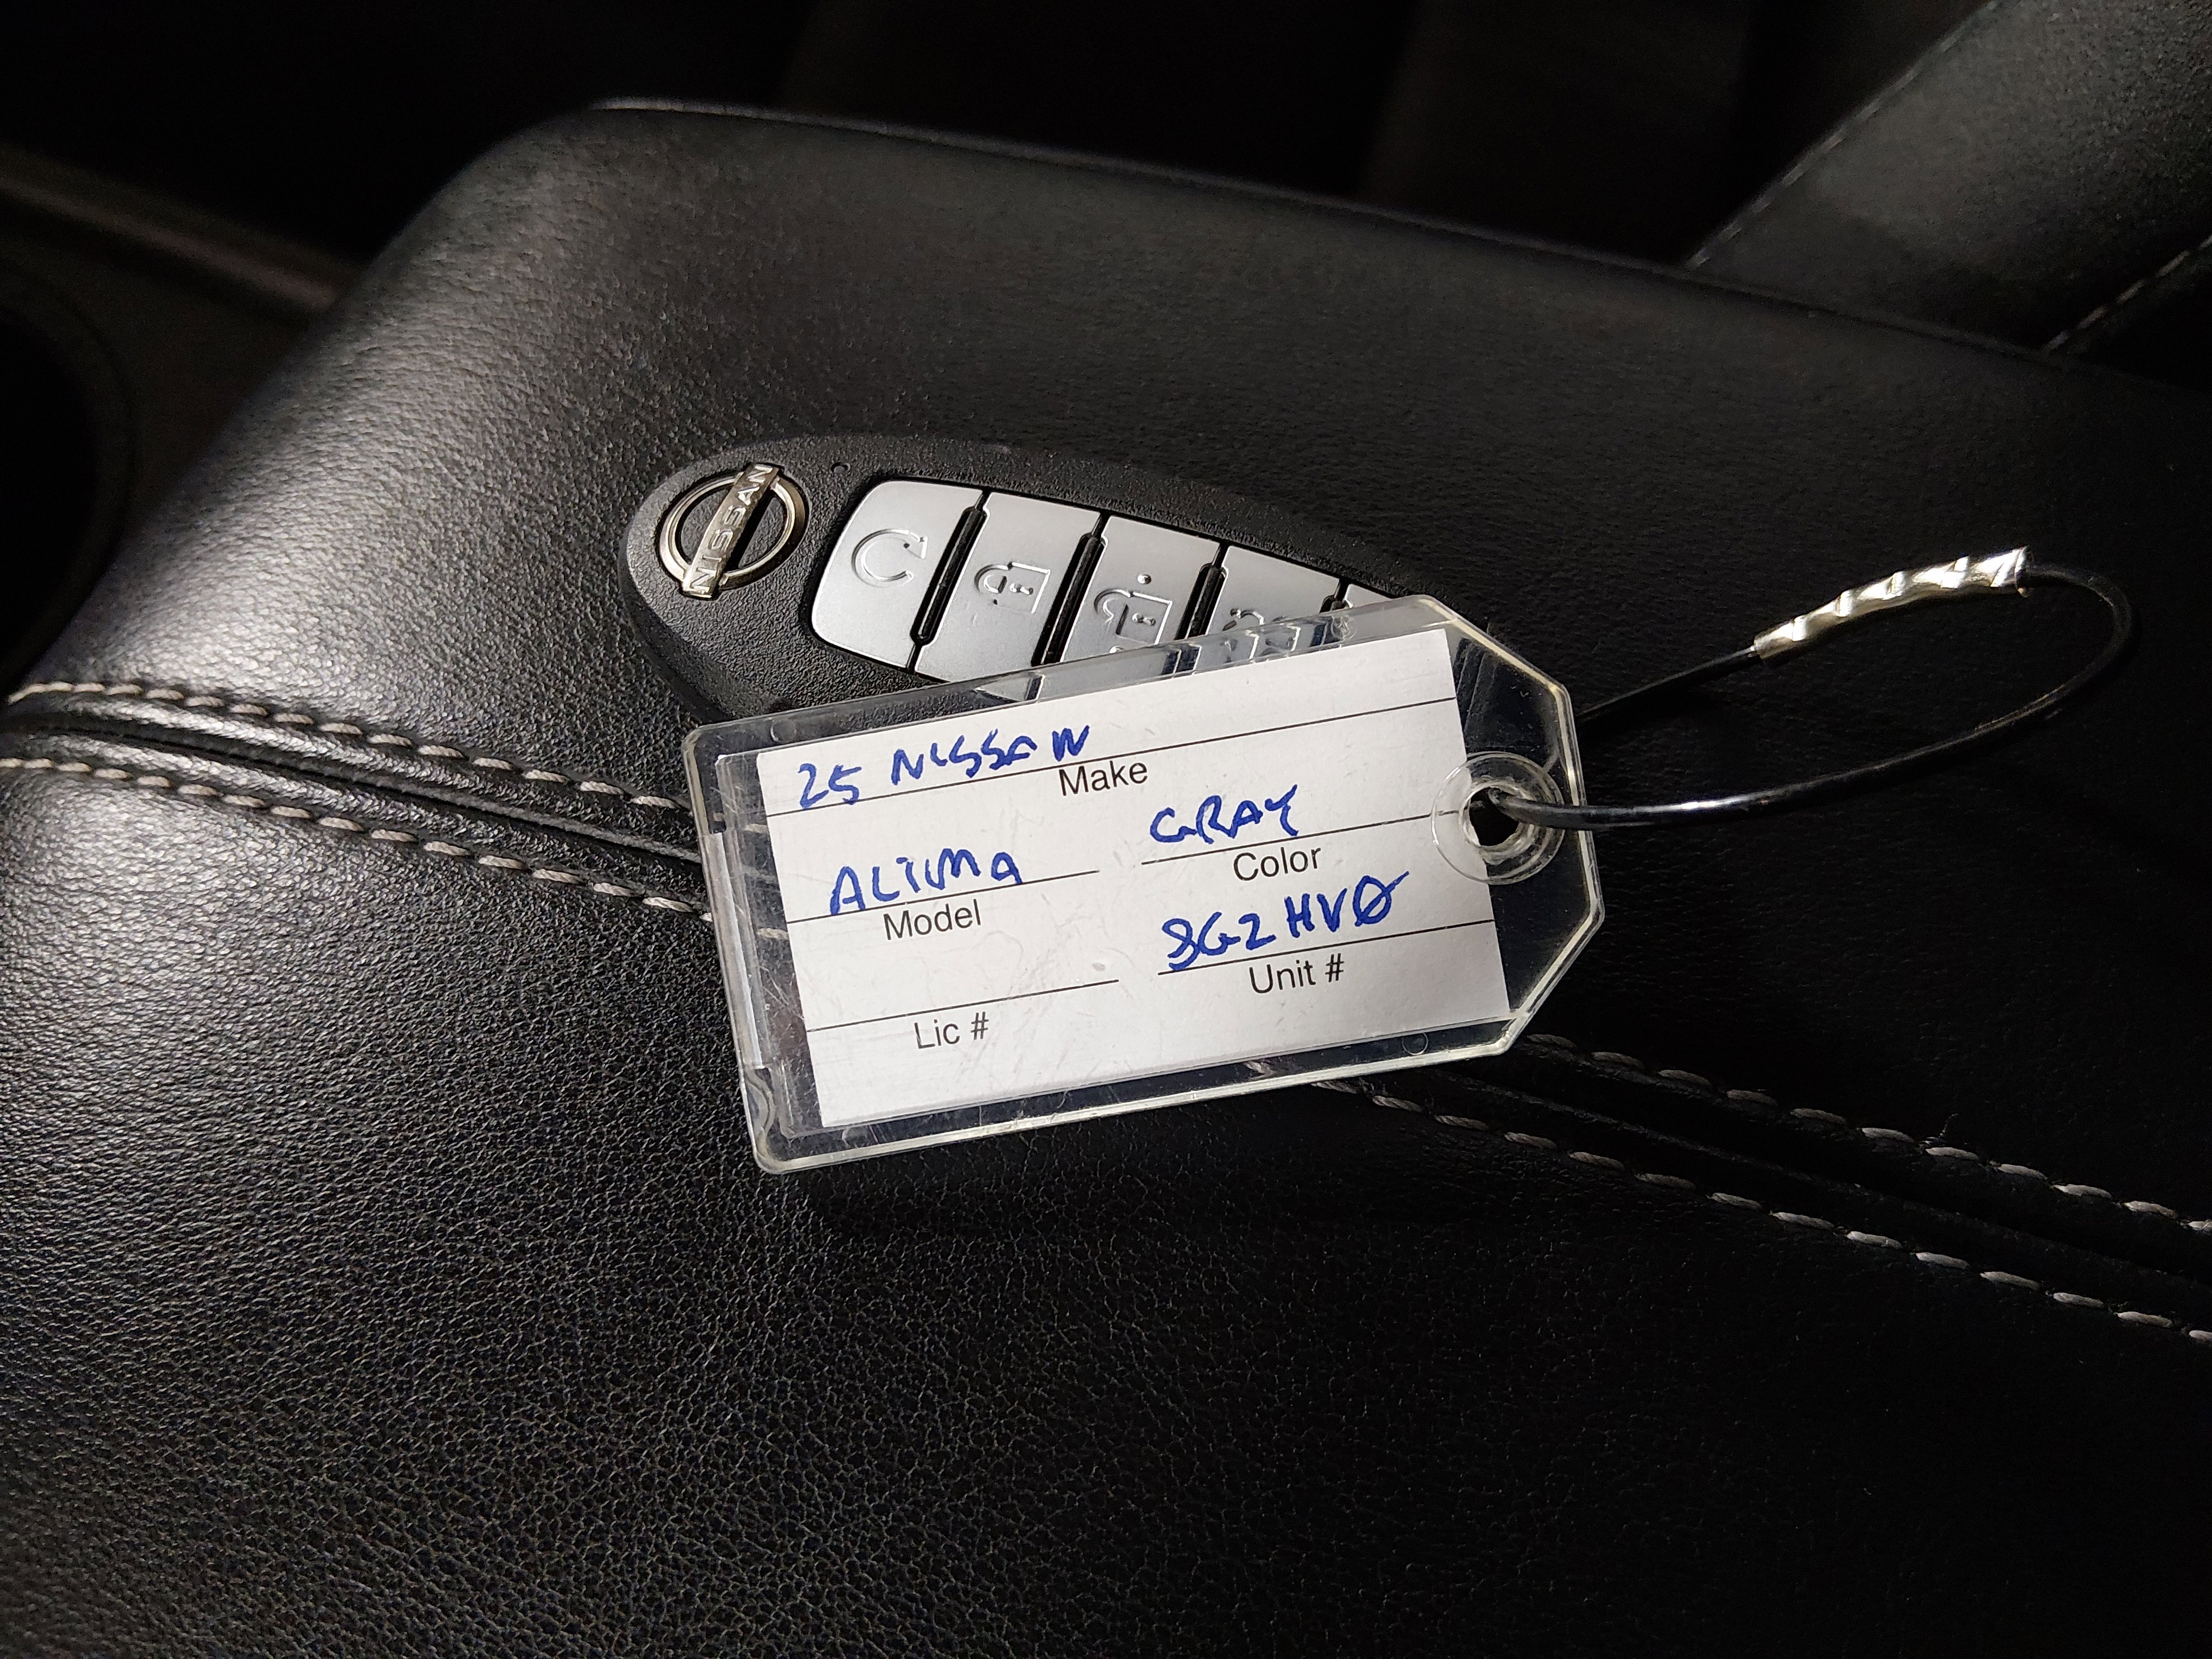 NISSAN
25 NISSAN
Make
ALTIMA
Model
GRAY
Color
Lic #
8G2HVØ
Unit #